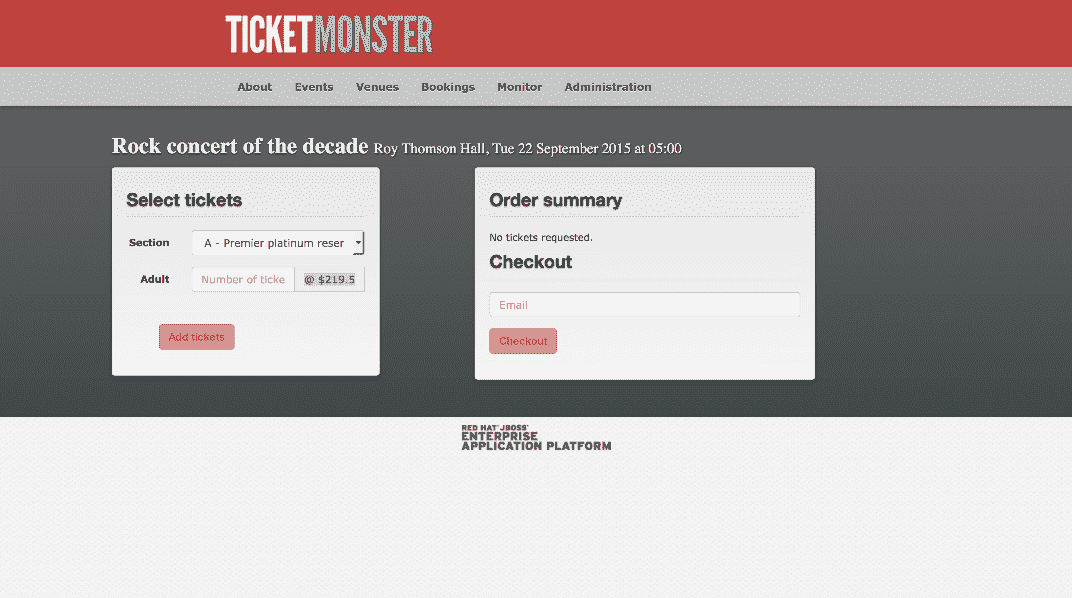 TICKETMONSTER
About Events Venues Bookings Monitor Administration
Rock concert of the decade Roy Thomson Hall, Tue 22 September 2015 at 05:00
Select tickets
Section A - Premier platinum reser
Adult Number of ticke @ $219.5
Add tickets
Order summary
No tickets requested.
Checkout
Email
Checkout
RED HAT JBOSS
ENTERPRISE
APPLICATION PLATFORM